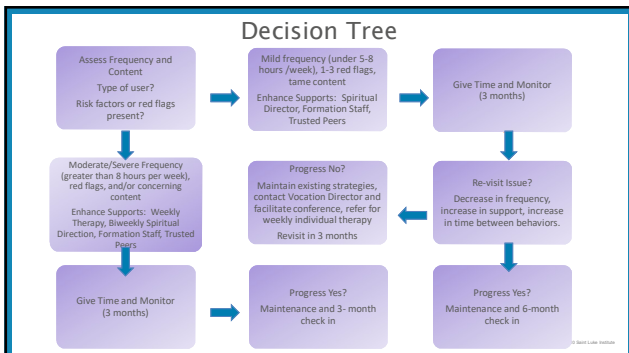 Decision Tree
Assess Frequency and
Content
Type of user?
Risk factors or red flags
present?
Mild frequency (under 5-8
hours /week), 1-3 red flags,
tame content
Enhance Supports: Spiritual
Director, Formation Staff,
Trusted Peers
Give Time and Monitor
(3 months)
Moderate/Severe Frequency
(greater than 8 hours per week),
red flags, and/or concerning
content
Enhance Supports: Weekly
Therapy, Biweekly Spiritual
Direction, Formation Staff, Trusted
Peers
Progress No?
Maintain existing strategies,
contact Vocation Director and
facilitate conference, refer for
weekly individual therapy
Revisit in 3 months
Re-visit Issue?
Decrease in frequency,
increase in support, increase
in time between behaviors.
Give Time and Monitor
(3 months)
Progress Yes?
Maintenance and 3- month
check in
Progress Yes?
Maintenance and 6-month
check in
Saint Luke Institute